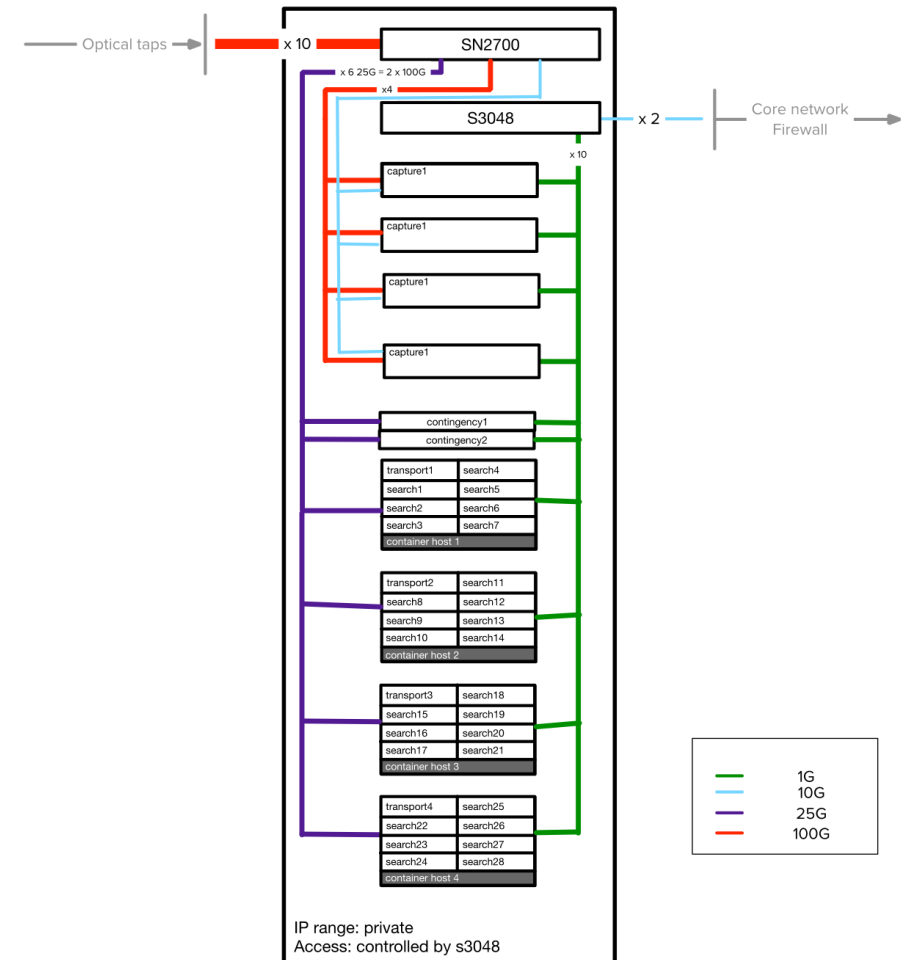 Optical taps
x 10
SN2700
x 6 25G = 2 x 100G
x4
S3048
x 2
Core network
Firewall
x 10
capture1
capture1
capture1
capture1
contingency1
contingency2
transport1 search4
search1 search5
search2 search6
search3 search7
container host 1
transport2 search11
search8 search12
search9 search13
search10 search14
container host 2
transport3 search18
search15 search19
search16 search20
search17 search21
container host 3
transport4 search25
search22 search26
search23 search27
search24 search28
container host 4
1G
10G
25G
100G
IP range: private
Access: controlled by s3048